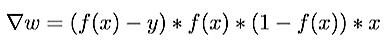 ∇w = (f(x) − y) * f(x) * (1 − f(x)) * x